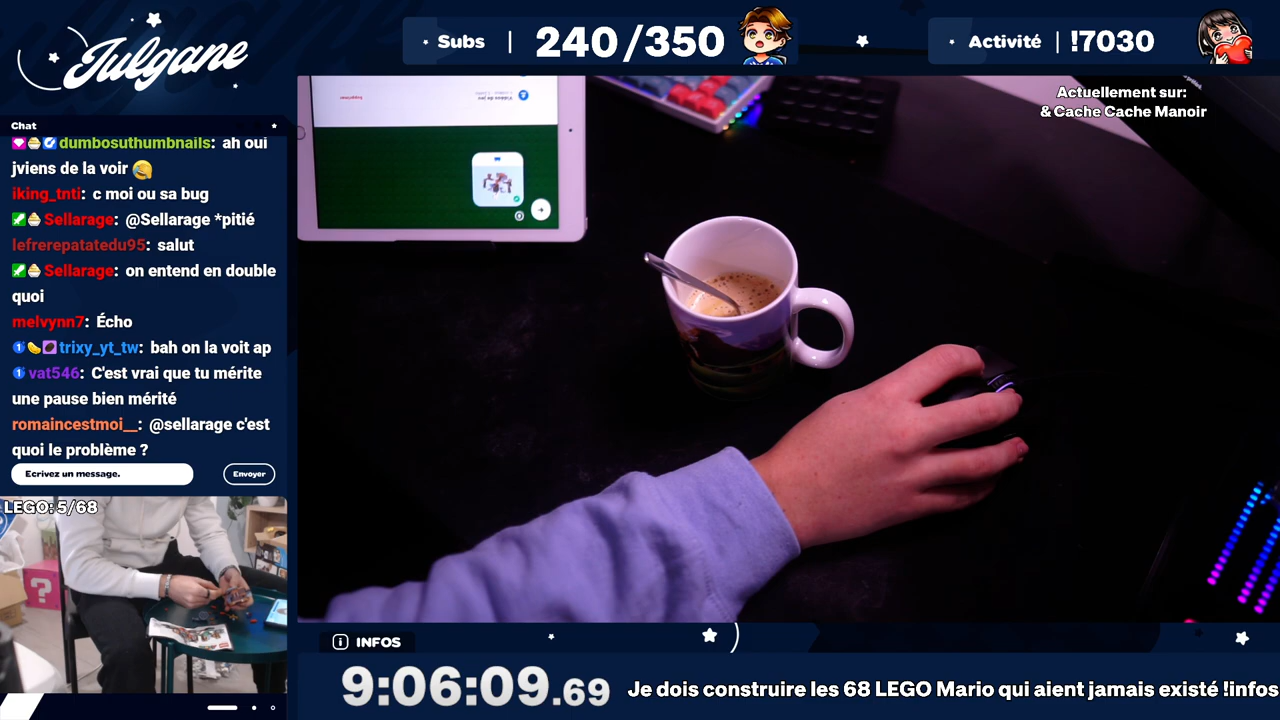 Julgane
Subs | 240/350
Activité | !7030
Actuellement sur:
& Cache Cache Manoir
Chat
dumbosuthumbnails: ah oui
jviens de la voir
iking_tnti: c moi ou sa bug
Sellarage: @Sellarage *pitié
lefrerepatatedu95: salut
Sellarage: on entend en double
quoi
melvynn7: Écho
trixy_yt_tw: bah on la voit ap
vat546: C'est vrai que tu mérite
une pause bien mérité
romaincestmoi__: @sellarage c'est
quoi le problème ?
Ecrivez un message.
Envoyer
LEGO: 5/68
INFOS
9:06:09.69
Je dois construire les 68 LEGO Mario qui aient jamais existé !infos